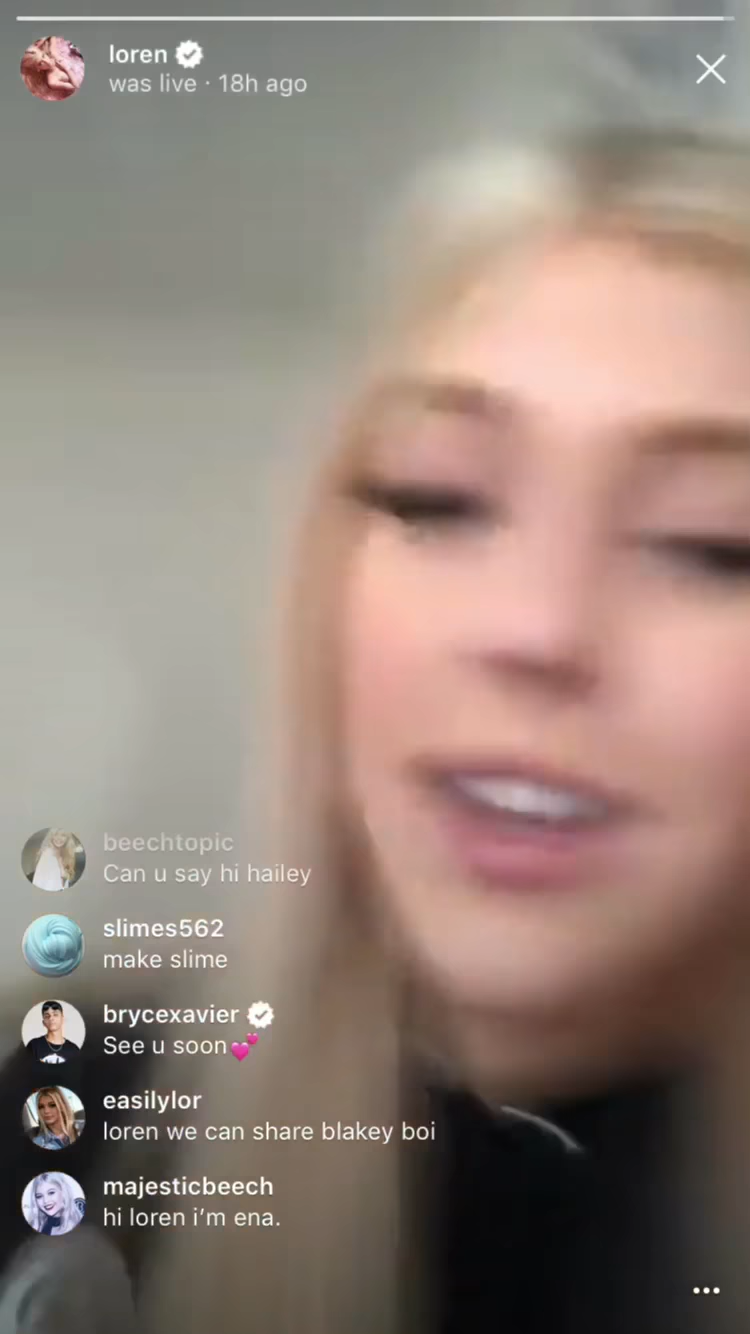 loren
was live · 18h ago
beechtopic
Can u say hi hailey
slimes562
make slime
brycexavier
See u soon💕
easilylor
loren we can share blakey boi
majesticbeech
hi loren i’m ena.